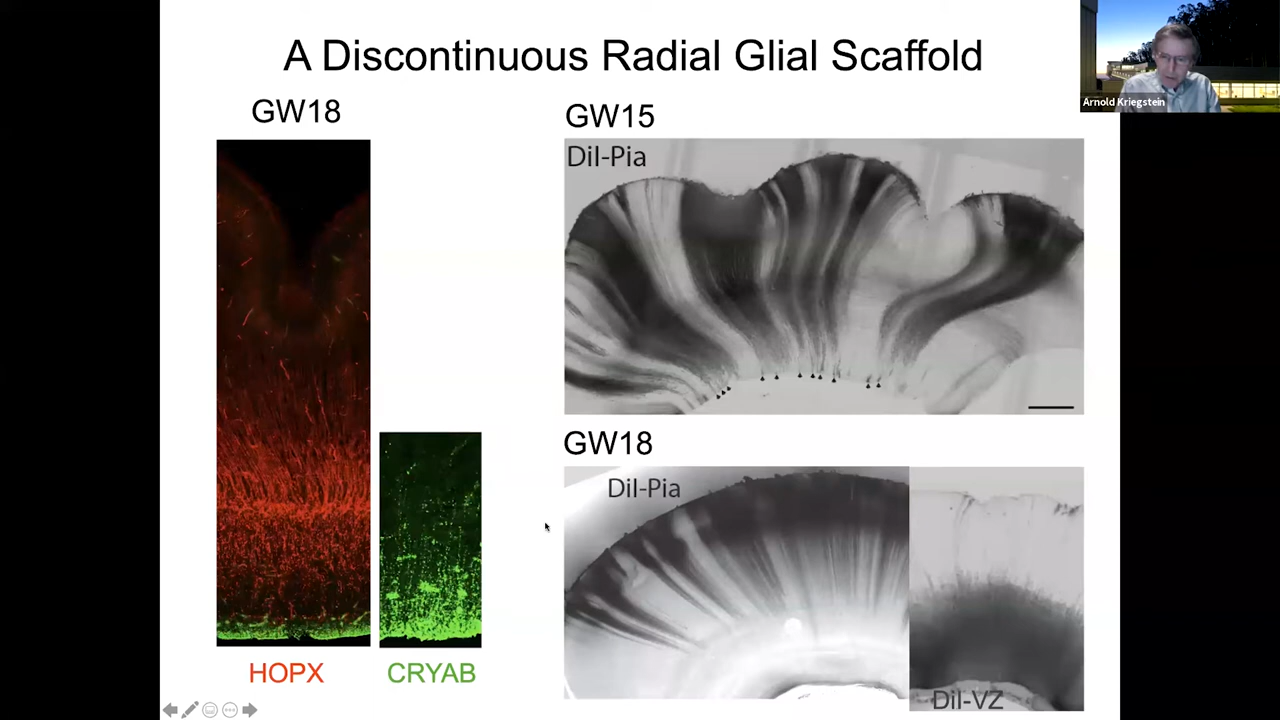 A Discontinuous Radial Glial Scaffold
Arnold Kriegstein
GW18
GW15
DiI-Pia
GW18
DiI-Pia
DiI-VZ
HOPX
CRYAB